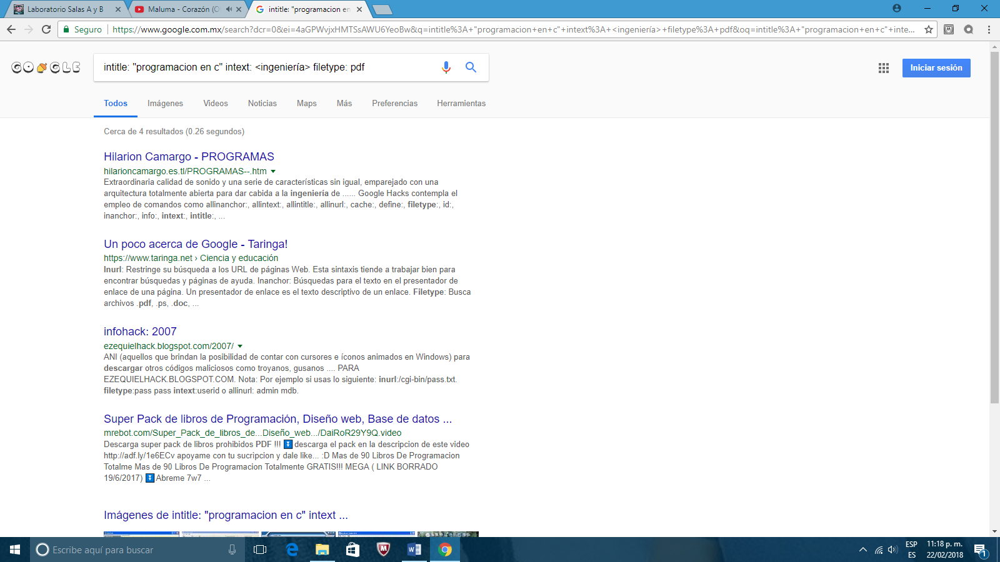 Laboratorio Salas A y B
Maluma - Corazón (O
intitle: "programacion en
Seguro
https://www.google.com.mx/search?dcr=0&ei=4aGPWvjxHMTSsAWU6YeoBw&q=intitle%3A+"programacion+en+c"+intext%3A+<ingeniería>+filetype%3A+pdf&oq=intitle%3A+"programacion+en+c"+inte...
GOOGLE
intitle: "programacion en c" intext: <ingeniería> filetype: pdf
Iniciar sesión
Todos Imágenes Videos Noticias Maps Más Preferencias Herramientas
Cerca de 4 resultados (0.26 segundos)
Hilarion Camargo - PROGRAMAS
hilarioncamargo.es.tl/PROGRAMAS--.htm
Extraordinaria calidad de sonido y una serie de características sin igual, emparejado con una
arquitectura totalmente abierta para dar cabida a la ingeniería de ...... Google Hacks contempla el
empleo de comandos como allinanchor:, allintext:, allintitle:, allinurl:, cache:, define:, filetype:, id:,
inanchor:, info:, intext:, intitle:, ...
Un poco acerca de Google - Taringa!
https://www.taringa.net › Ciencia y educación
Inurl: Restringe su búsqueda a los URL de páginas Web. Esta sintaxis tiende a trabajar bien para
encontrar búsquedas y páginas de ayuda. Inanchor: Búsquedas para el texto en el presentador de
enlace de una página. Un presentador de enlace es el texto descriptivo de un enlace. Filetype: Busca
archivos .pdf, .ps, .doc, ...
infohack: 2007
ezequielhack.blogspot.com/2007/
ANI (aquellos que brindan la posibilidad de contar con cursores e íconos animados en Windows) para
descargar otros códigos maliciosos como troyanos, gusanos .... PARA
EZEQUIELHACK.BLOGSPOT.COM. Nota: Por ejemplo si usas lo siguiente: inurl:/cgi-bin/pass.txt.
filetype:pass pass intext:userid o allinurl: admin mdb.
Super Pack de libros de Programación, Diseño web, Base de datos ...
mrebot.com/Super_Pack_de_libros_de...Diseño_web.../DaiRoR29Y9Q.video
Descarga super pack de libros prohibidos PDF !!! ⏬ descarga el pack en la descripcion de este video
http://adf.ly/1e6ECv apoyame con tu sucripcion y dale like... :D Mas de 90 Libros De Programacion
Totalme Mas de 90 Libros De Programacion Totalmente GRATIS!!! MEGA ( LINK BORRADO
19/6/2017) ⏬ Abreme 7w7 ...
Imágenes de intitle: "programacion en c" intext ...
Escribe aquí para buscar
ESP
ES
11:18 p. m.
22/02/2018
1